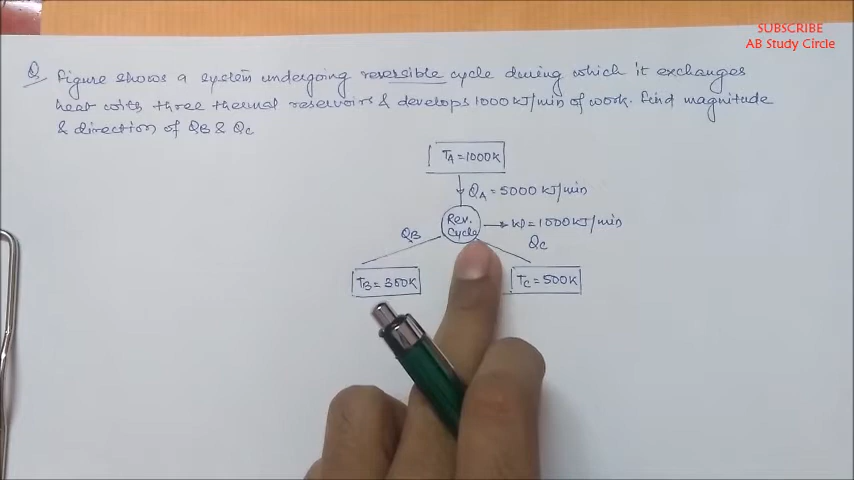 SUBSCRIBE
AB Study Circle
Q Figure shows a system undergoing reversible cycle during which it exchanges
heat with three thermal reservoirs & develops 1000 KJ/min of work. Find magnitude
& direction of QB & QC
TA = 1000K
QA = 5000 KJ/min
Rev.
Cycle
WD = 1000 KJ/min
QB
QC
TB = 300K
TC = 500K